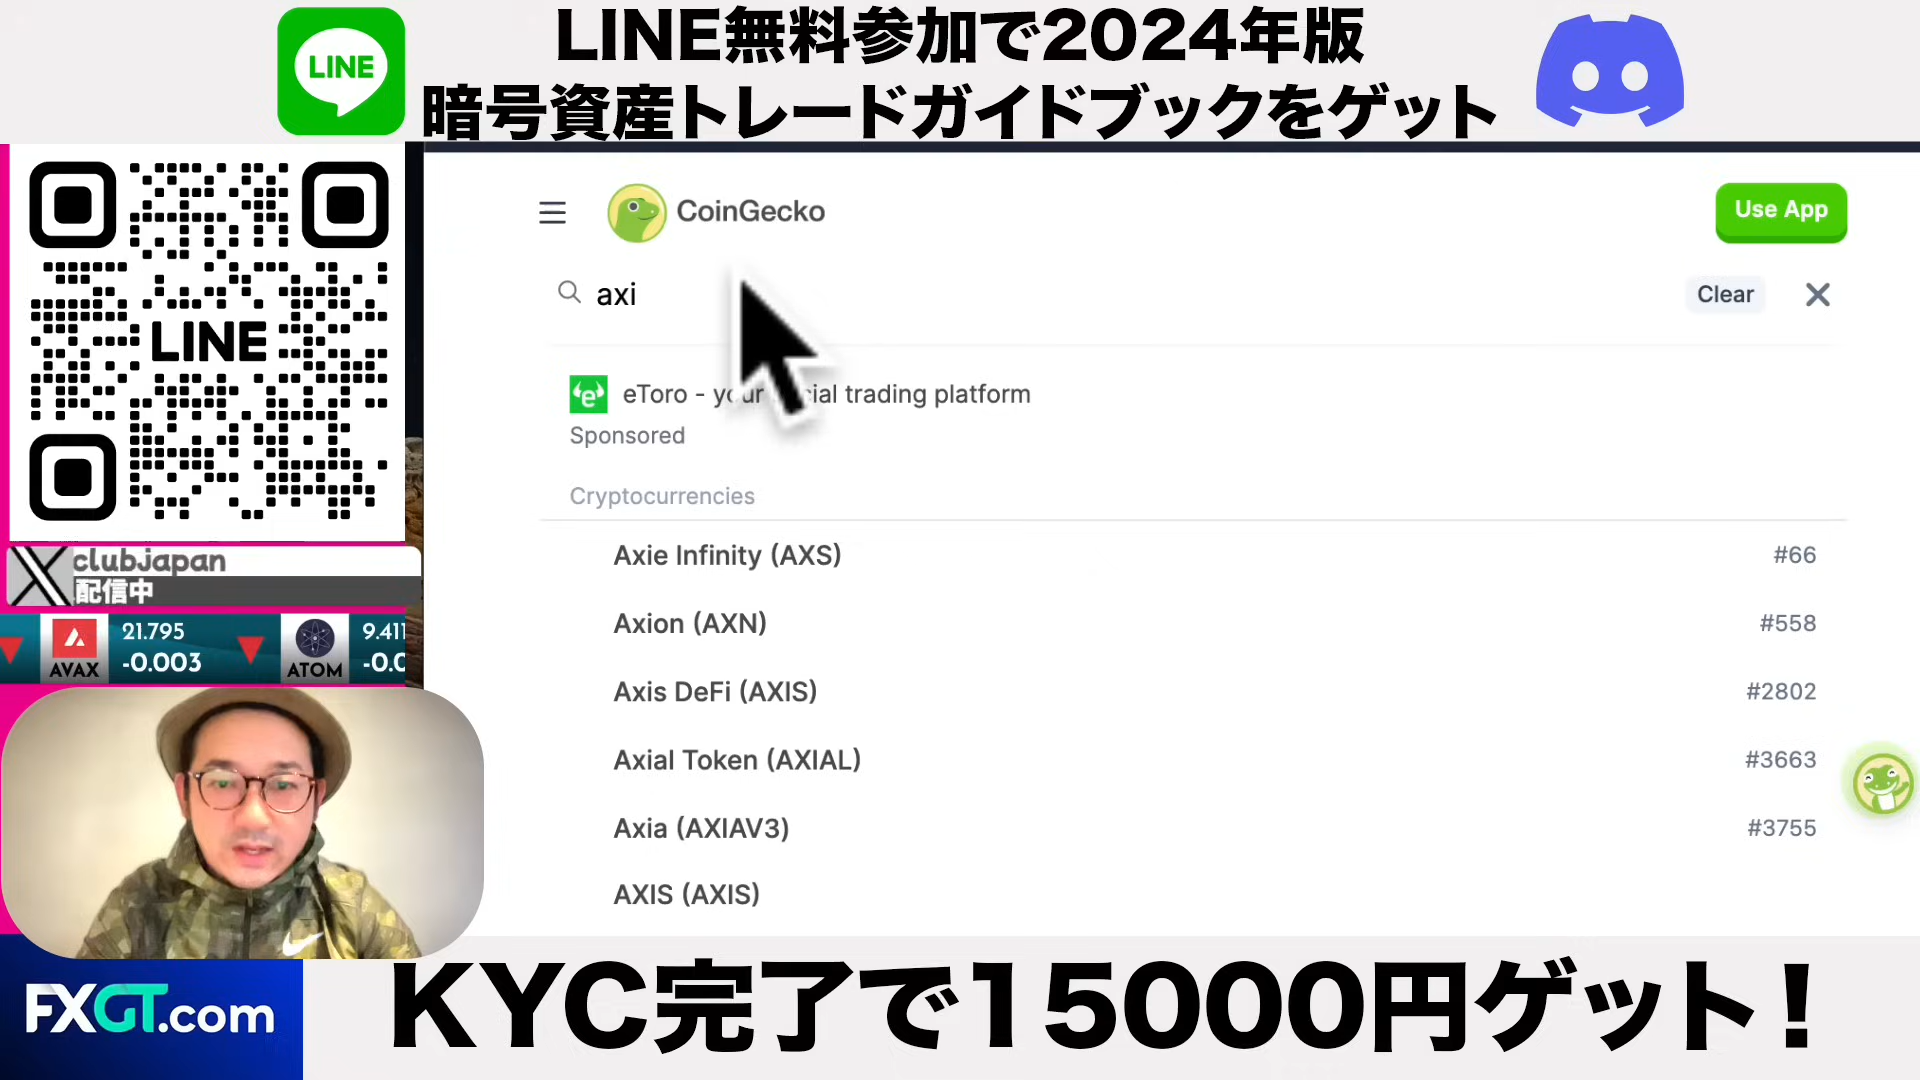 LINE
LINE無料参加で2024年版
暗号資産トレードガイドブックをゲット
LINE
clubjapan
配信中
AVAX
21.795
-0.003
ATOM
9.411
CoinGecko
Use App
axi
Clear
eToro - your social trading platform
Sponsored
Cryptocurrencies
Axie Infinity (AXS) #66
Axion (AXN) #558
Axis DeFi (AXIS) #2802
Axial Token (AXIAL) #3663
Axia (AXIAV3) #3755
AXIS (AXIS)
FXGT.com
KYC完了で15000円ゲット！